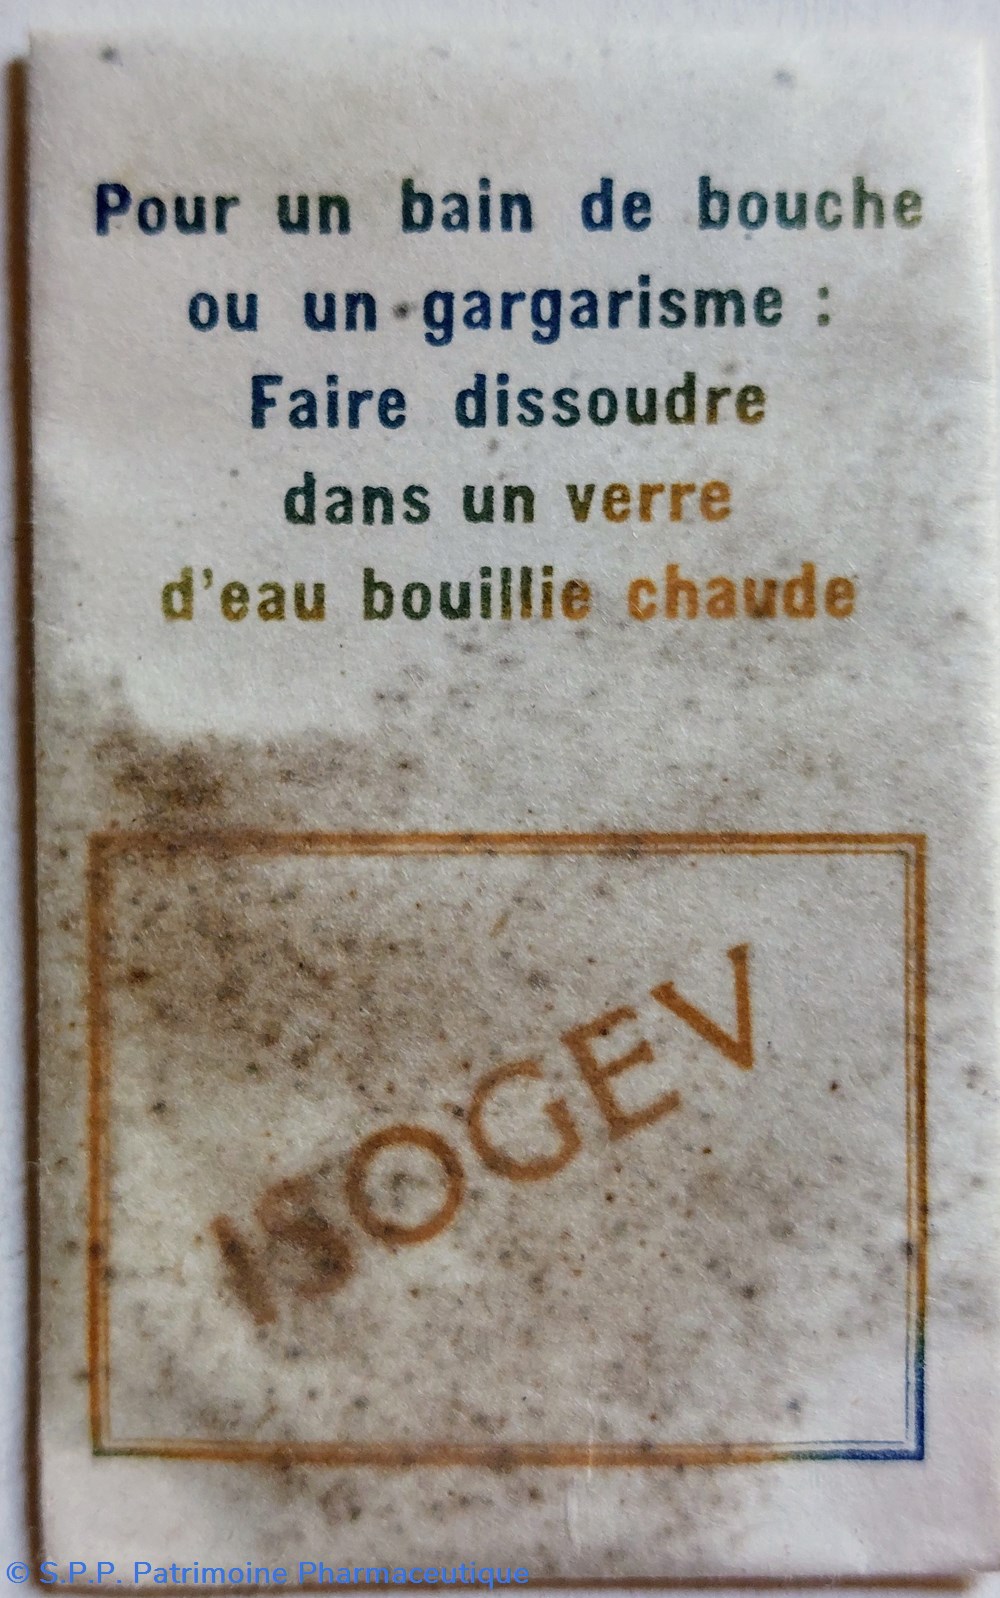 Pour un bain de bouche
ou un gargarisme :
Faire dissoudre
dans un verre
d'eau bouillie chaude
ISOGEV
© S.P.P. Patrimoine Pharmaceutique